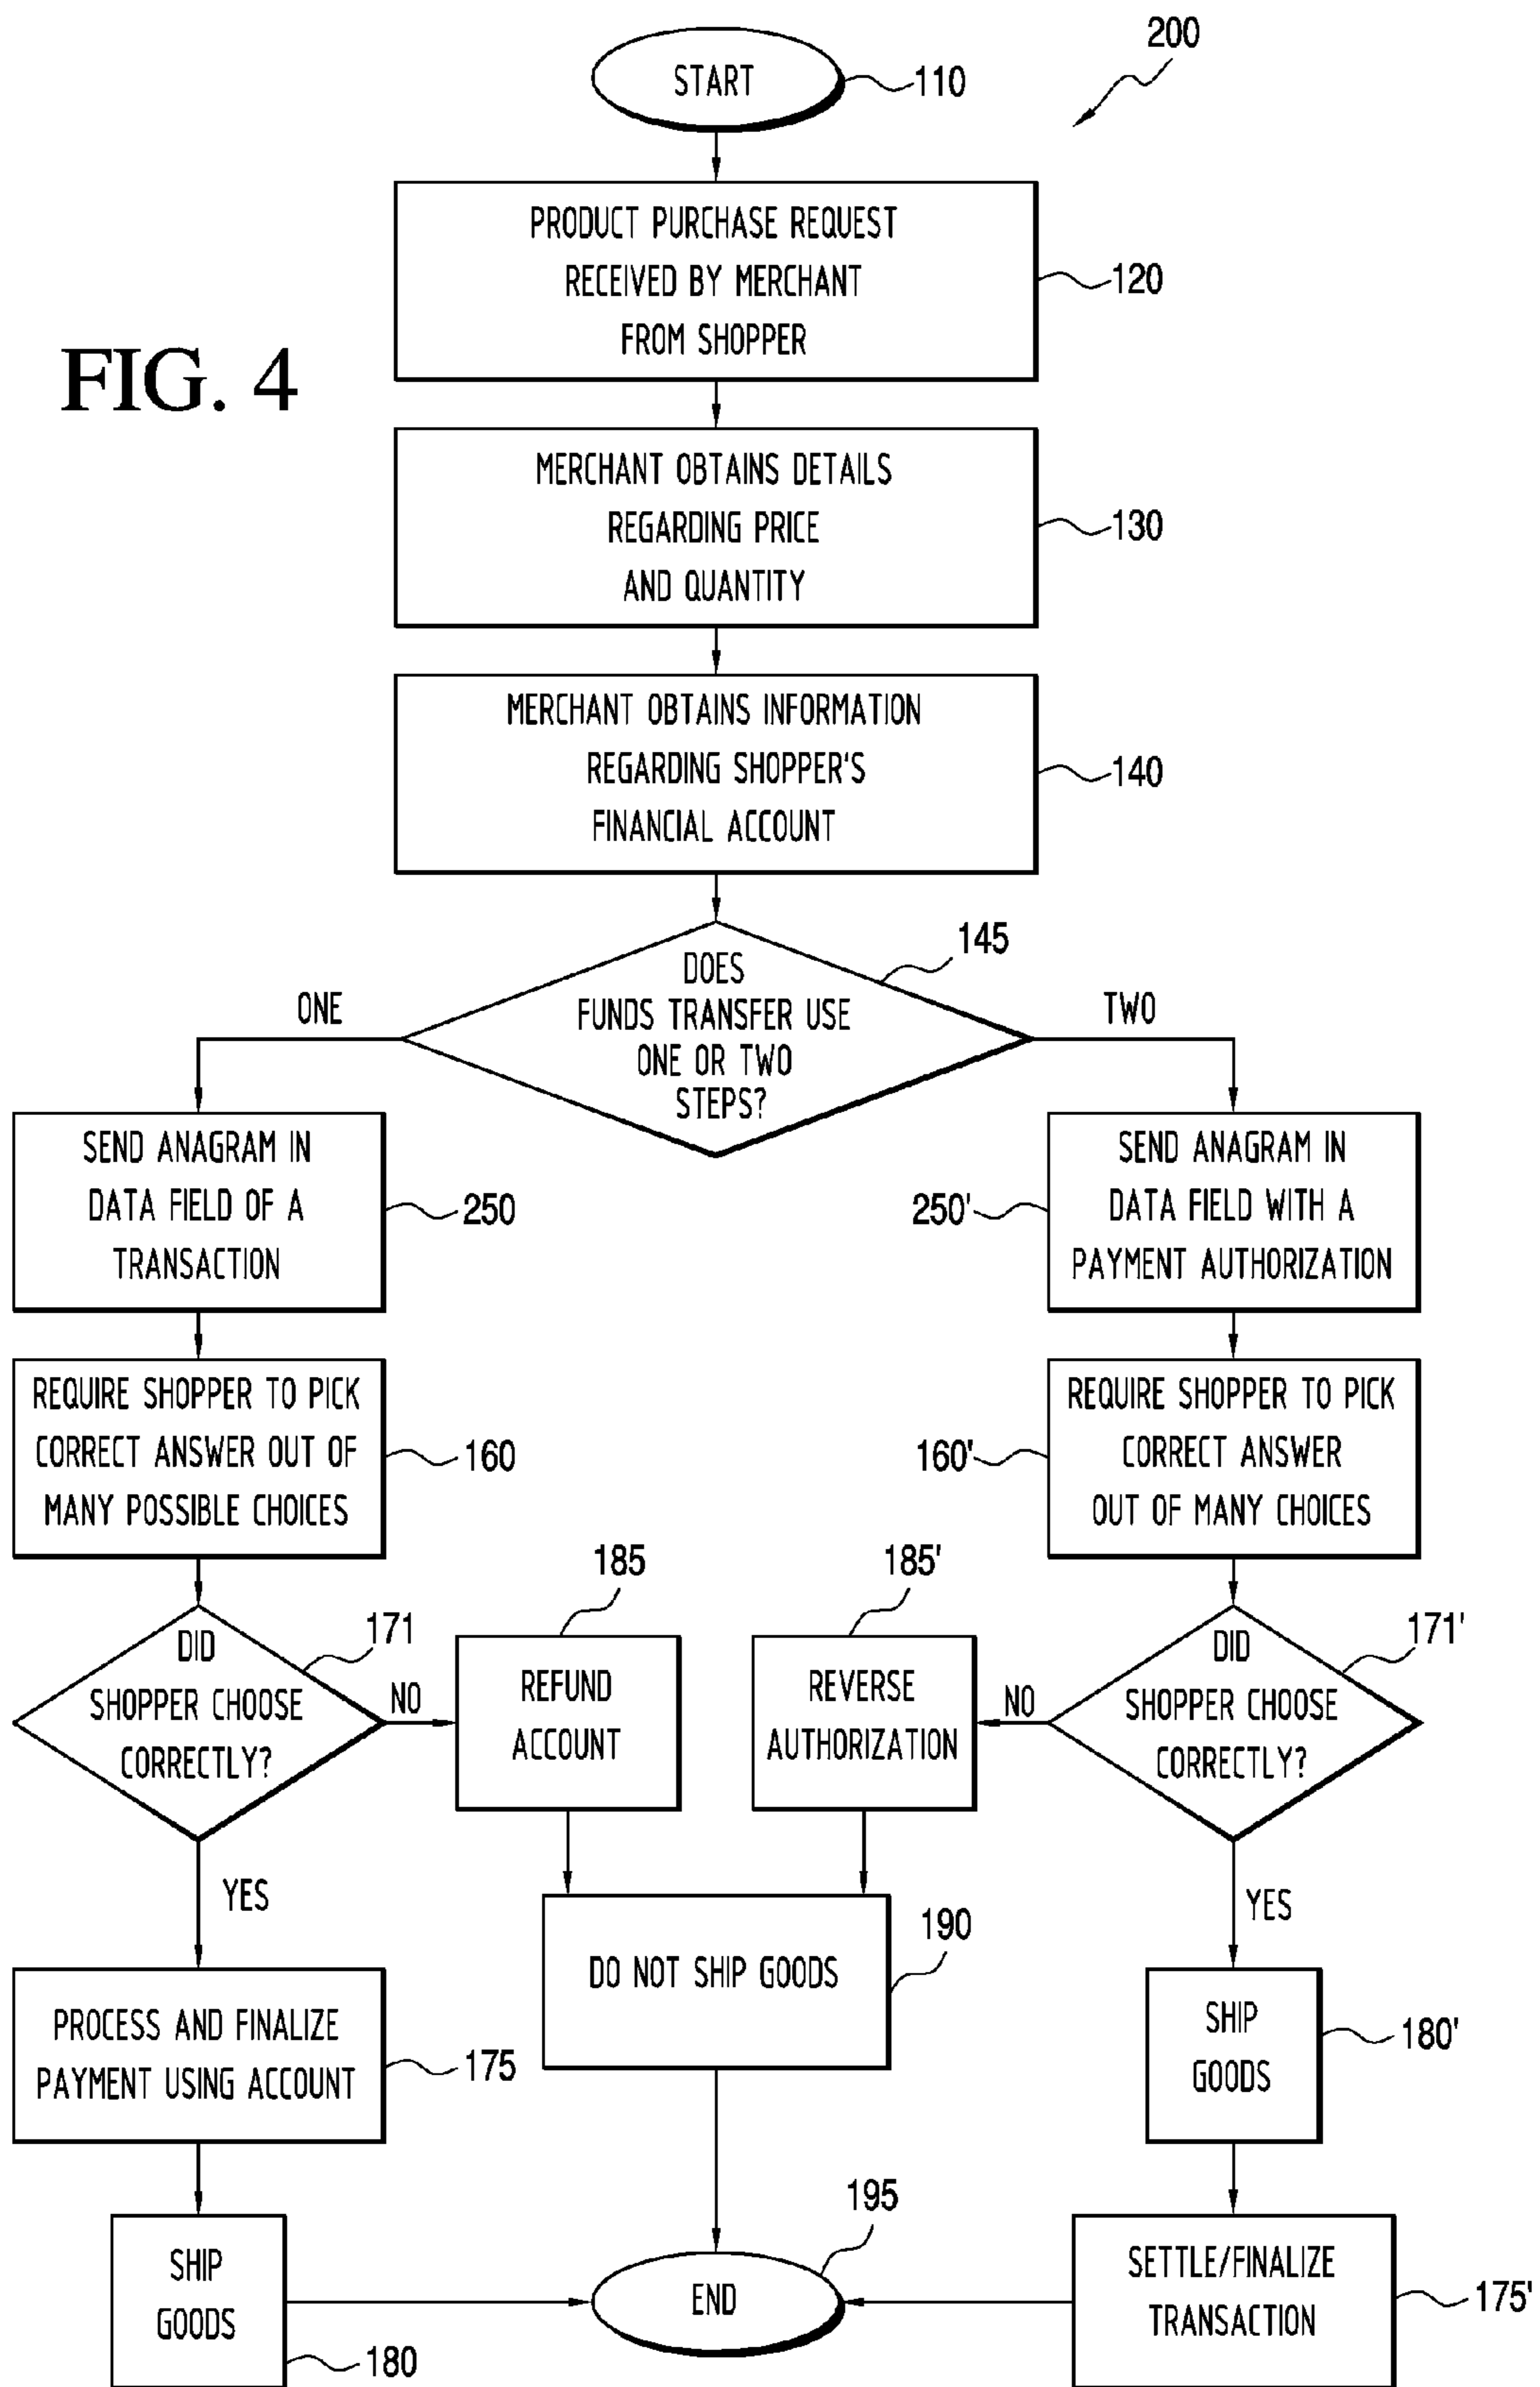 200
START
110
PRODUCT PURCHASE REQUEST
RECEIVED BY MERCHANT
FROM SHOPPER
120
FIG. 4
MERCHANT OBTAINS DETAILS
REGARDING PRICE
AND QUANTITY
130
MERCHANT OBTAINS INFORMATION
REGARDING SHOPPER'S
FINANCIAL ACCOUNT
140
DOES
FUNDS TRANSFER USE
ONE OR TWO
STEPS?
145
ONE
TWO
SEND ANAGRAM IN
DATA FIELD OF A
TRANSACTION
250
SEND ANAGRAM IN
DATA FIELD WITH A
PAYMENT AUTHORIZATION
250'
REQUIRE SHOPPER TO PICK
CORRECT ANSWER OUT OF
MANY POSSIBLE CHOICES
160
REQUIRE SHOPPER TO PICK
CORRECT ANSWER
OUT OF MANY CHOICES
160'
DID
SHOPPER CHOOSE
CORRECTLY?
171
NO
REFUND
ACCOUNT
185
REVERSE
AUTHORIZATION
185'
NO
DID
SHOPPER CHOOSE
CORRECTLY?
171'
YES
YES
DO NOT SHIP GOODS
190
PROCESS AND FINALIZE
PAYMENT USING ACCOUNT
175
SHIP
GOODS
180'
SHIP
GOODS
180
END
195
SETTLE/FINALIZE
TRANSACTION
175'